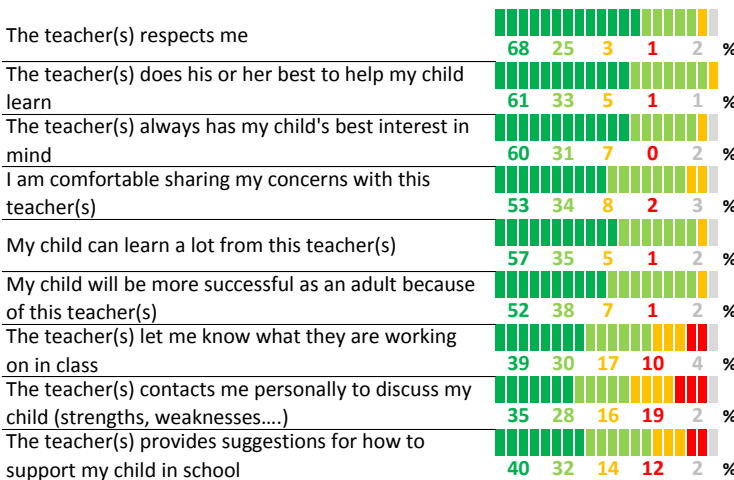 The teacher(s) respects me
68 25 3 1 2 %
The teacher(s) does his or her best to help my child
learn
61 33 5 1 1 %
The teacher(s) always has my child's best interest in
mind
60 31 7 0 2 %
I am comfortable sharing my concerns with this
teacher(s)
53 34 8 2 3 %
My child can learn a lot from this teacher(s)
57 35 5 1 2 %
My child will be more successful as an adult because
of this teacher(s)
52 38 7 1 2 %
The teacher(s) let me know what they are working
on in class
39 30 17 10 4 %
The teacher(s) contacts me personally to discuss my
child (strengths, weaknesses....)
35 28 16 19 2 %
The teacher(s) provides suggestions for how to
support my child in school
40 32 14 12 2 %